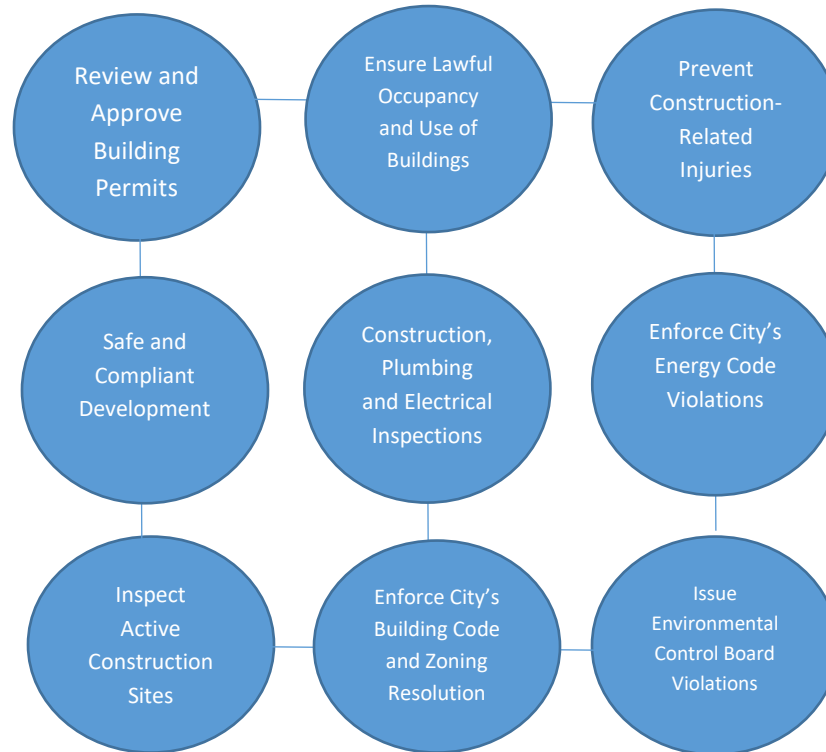 Review and
Approve
Building
Permits
Ensure Lawful
Occupancy
and Use of
Buildings
Prevent
Construction-
Related
Injuries
Safe and
Compliant
Development
Construction,
Plumbing
and Electrical
Inspections
Enforce City’s
Energy Code
Violations
Inspect
Active
Construction
Sites
Enforce City’s
Building Code
and Zoning
Resolution
Issue
Environmental
Control Board
Violations